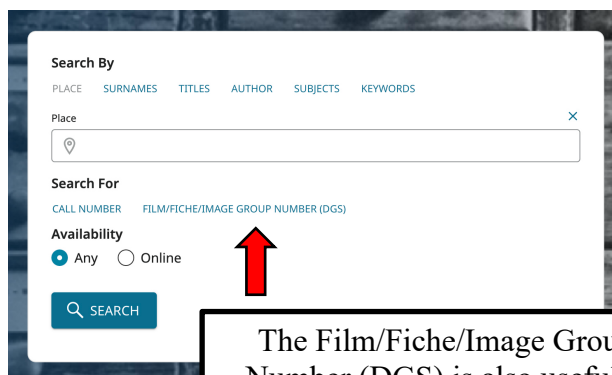 Search By
PLACE SURNAMES TITLES AUTHOR SUBJECTS KEYWORDS
Place
Search For
CALL NUMBER FILM/FICHE/IMAGE GROUP NUMBER (DGS)
Availability
Any Online
SEARCH
The Film/Fiche/Image Grou
Number (DGS) is also useful